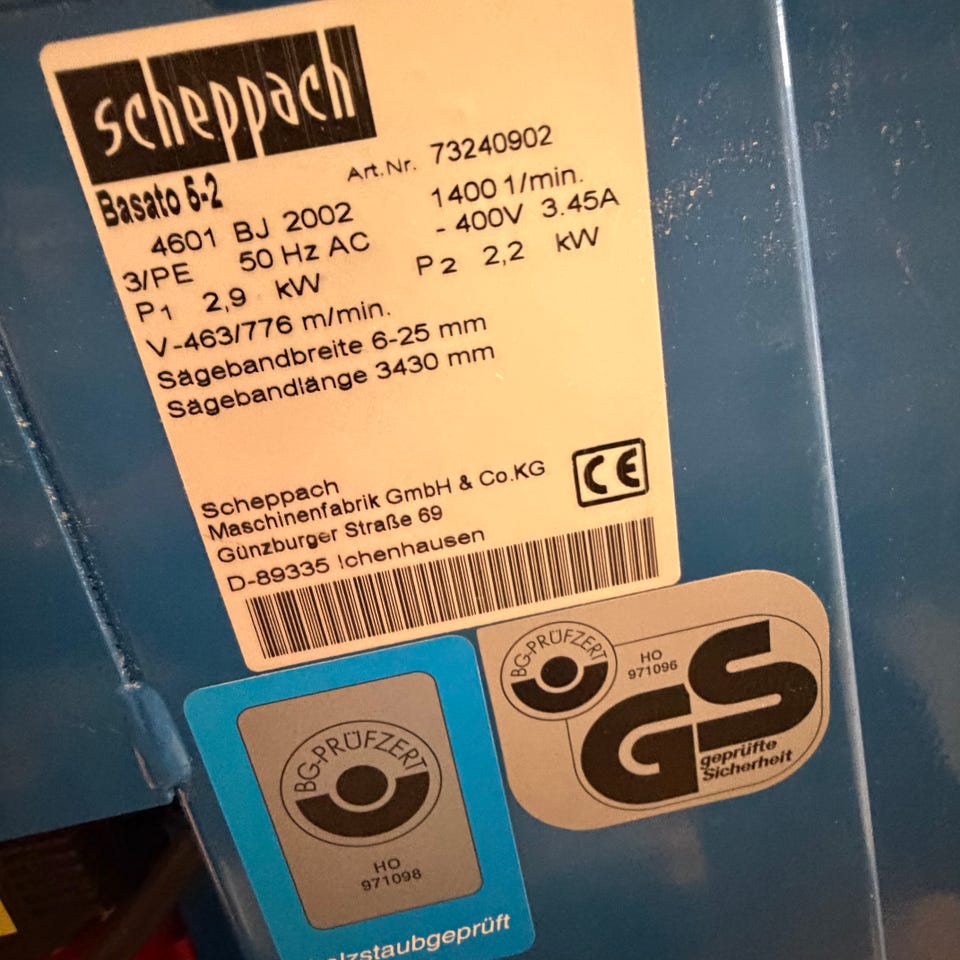 scheppach
Basato 5-2
Art.Nr. 73240902
4601 BJ 2002 1400 1/min.
3/PE 50 Hz AC - 400V 3.45A
P1 2,9 kW P2 2,2 kW
V-463/776 m/min.
Sägebandbreite 6-25 mm
Sägebandlänge 3430 mm
Scheppach
Maschinenfabrik GmbH & Co.KG
Günzburger Straße 69
D-89335 Ichenhausen
CE
BG-PRÜFZERT
HO
971096
GS
geprüfte
Sicherheit
BG-PRÜFZERT
HO
971098